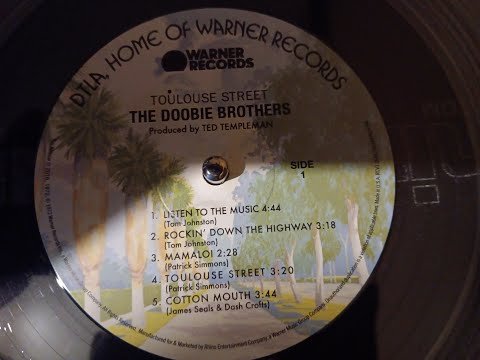 DTLA, HOME OF WARNER RECORDS
WARNER
RECORDS
TOULOUSE STREET
THE DOOBIE BROTHERS
Produced by TED TEMPLEMAN
SIDE
1
1. LISTEN TO THE MUSIC 4:44
(Tom Johnston)
2. ROCKIN' DOWN THE HIGHWAY 3:18
(Tom Johnston)
3. MAMALOI 2:28
(Patrick Simmons)
4. TOULOUSE STREET 3:20
(Patrick Simmons)
5. COTTON MOUTH 3:44
(James Seals & Dash Crofts)